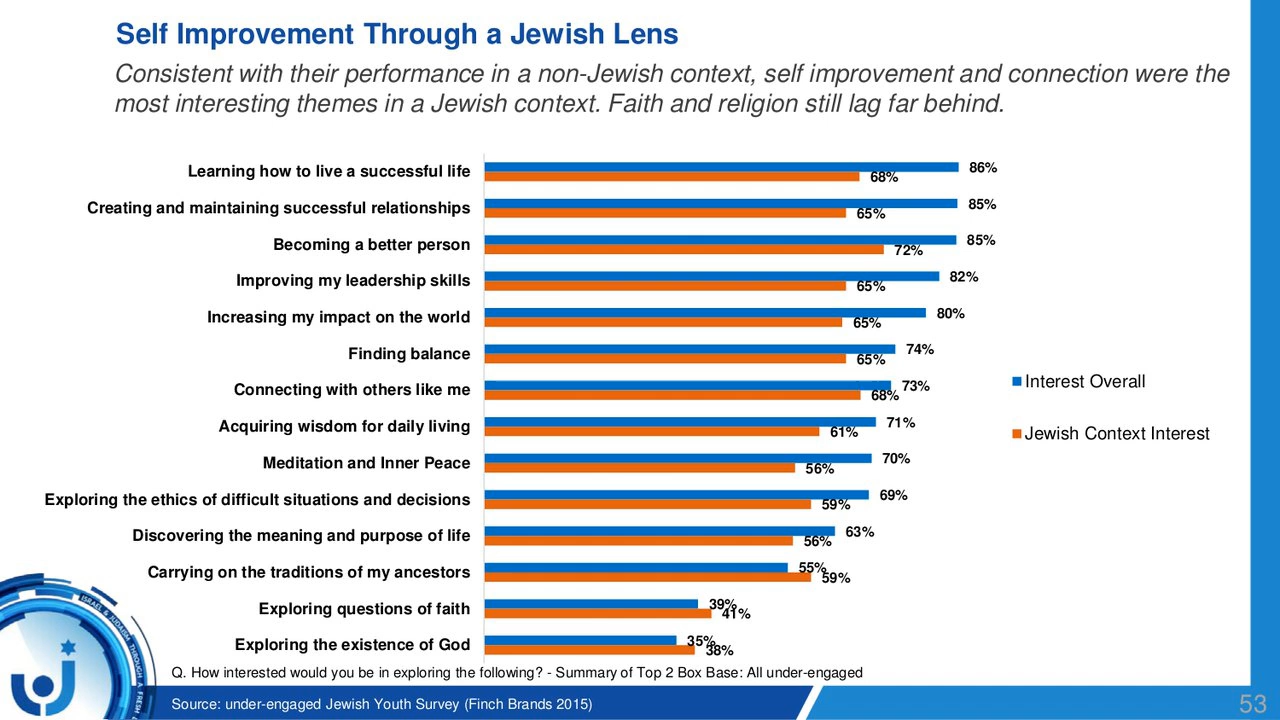 Self Improvement Through a Jewish Lens
Consistent with their performance in a non-Jewish context, self improvement and connection were the
most interesting themes in a Jewish context. Faith and religion still lag far behind.
Learning how to live a successful life
86%
68%
Creating and maintaining successful relationships
85%
65%
Becoming a better person
85%
72%
Improving my leadership skills
82%
65%
Increasing my impact on the world
80%
65%
Finding balance
74%
65%
Connecting with others like me
73%
68%
Acquiring wisdom for daily living
71%
61%
Meditation and Inner Peace
70%
56%
Exploring the ethics of difficult situations and decisions
69%
59%
Discovering the meaning and purpose of life
63%
56%
Carrying on the traditions of my ancestors
55%
59%
Exploring questions of faith
39%
41%
Exploring the existence of God
35%
38%
Interest Overall
Jewish Context Interest
ISRAEL & JUDAISM THROUGH A FRESH
Q. How interested would you be in exploring the following? - Summary of Top 2 Box Base: All under-engaged
Source: under-engaged Jewish Youth Survey (Finch Brands 2015)
53